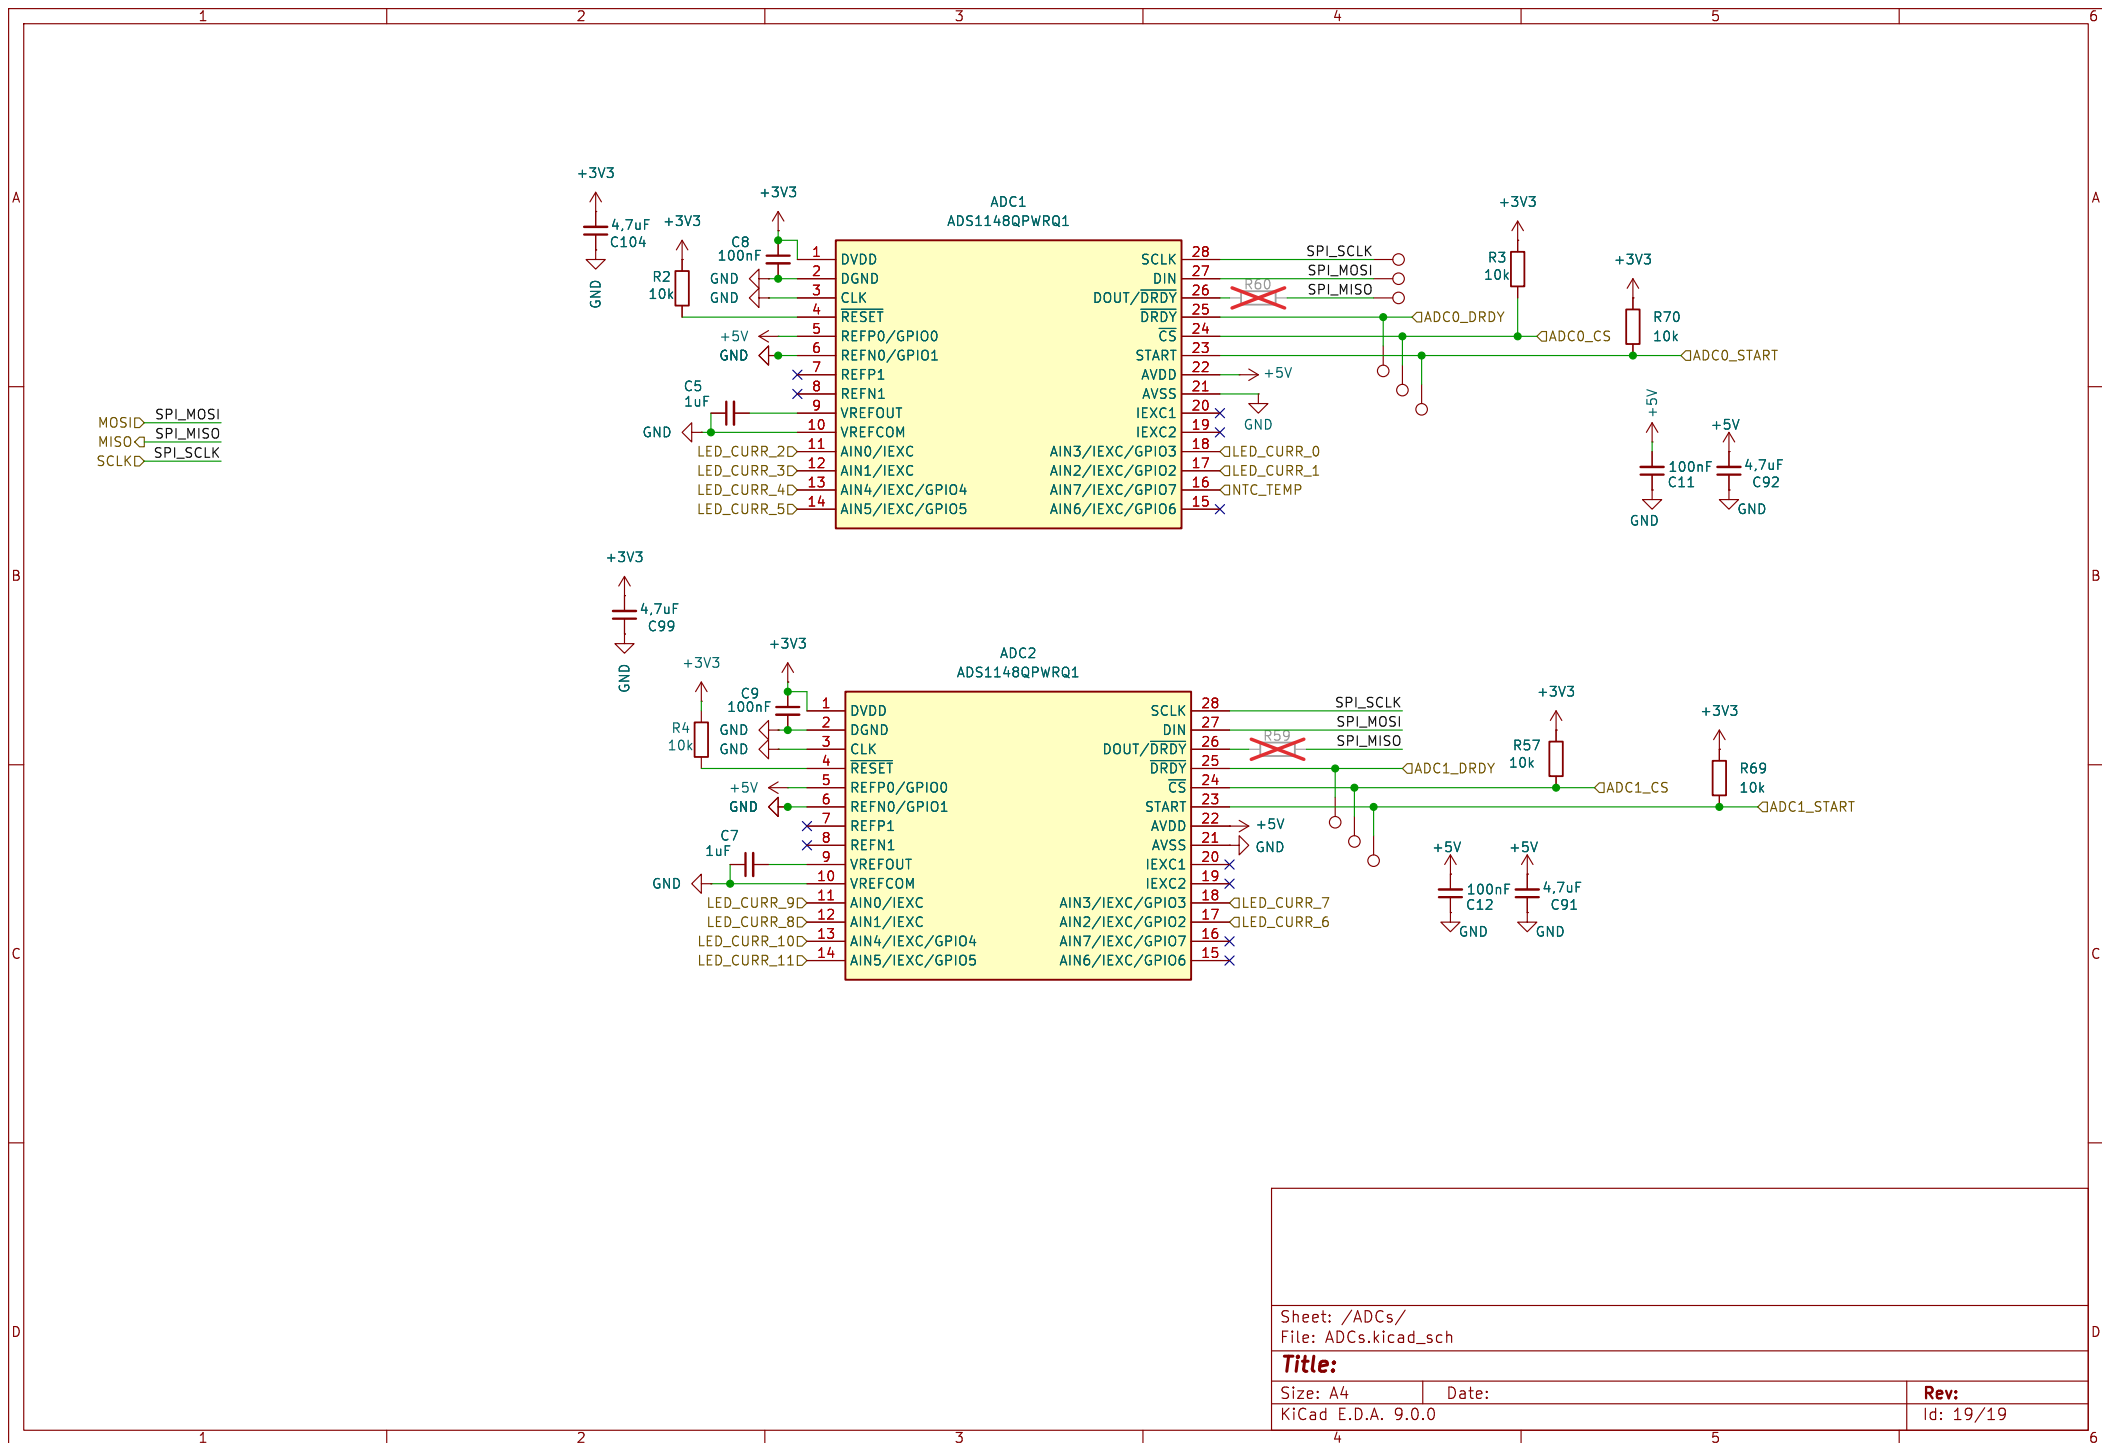 1 2 3 4 5 6
A
B
C
D
A
B
C
D
1 2 3 4 5 6
MOSI SPI_MOSI
MISO SPI_MISO
SCLK SPI_SCLK
+3V3
4,7uF
C104
GND
+3V3
R2
10k
+3V3
C8
100nF
GND
GND
+5V
GND
C5
1uF
GND
LED_CURR_2
LED_CURR_3
LED_CURR_4
LED_CURR_5
ADC1
ADS1148QPWRQ1
1 DVDD
2 DGND
3 CLK
4 RESET
5 REFP0/GPIO0
6 REFN0/GPIO1
7 REFP1
8 REFN1
9 VREFOUT
10 VREFCOM
11 AIN0/IEXC
12 AIN1/IEXC
13 AIN4/IEXC/GPIO4
14 AIN5/IEXC/GPIO5
SCLK 28 SPI_SCLK
DIN 27 SPI_MOSI
DOUT/DRDY 26 R60 SPI_MISO
DRDY 25 ADC0_DRDY
CS 24 ADC0_CS
START 23 ADC0_START
AVDD 22 +5V
AVSS 21 GND
IEXC1 20
IEXC2 19
AIN3/IEXC/GPIO3 18 LED_CURR_0
AIN2/IEXC/GPIO2 17 LED_CURR_1
AIN7/IEXC/GPIO7 16 NTC_TEMP
AIN6/IEXC/GPIO6 15
+3V3
R3
10k
+3V3
R70
10k
+5V
100nF
C11
GND
+5V
4,7uF
C92
GND
+3V3
4,7uF
C99
GND
+3V3
R4
10k
+3V3
C9
100nF
GND
GND
+5V
GND
C7
1uF
GND
LED_CURR_9
LED_CURR_8
LED_CURR_10
LED_CURR_11
ADC2
ADS1148QPWRQ1
1 DVDD
2 DGND
3 CLK
4 RESET
5 REFP0/GPIO0
6 REFN0/GPIO1
7 REFP1
8 REFN1
9 VREFOUT
10 VREFCOM
11 AIN0/IEXC
12 AIN1/IEXC
13 AIN4/IEXC/GPIO4
14 AIN5/IEXC/GPIO5
SCLK 28 SPI_SCLK
DIN 27 SPI_MOSI
DOUT/DRDY 26 R59 SPI_MISO
DRDY 25 ADC1_DRDY
CS 24 ADC1_CS
START 23 ADC1_START
AVDD 22 +5V
AVSS 21 GND
IEXC1 20
IEXC2 19
AIN3/IEXC/GPIO3 18 LED_CURR_7
AIN2/IEXC/GPIO2 17 LED_CURR_6
AIN7/IEXC/GPIO7 16
AIN6/IEXC/GPIO6 15
+3V3
R57
10k
+3V3
R69
10k
+5V
100nF
C12
GND
+5V
4,7uF
C91
GND
Sheet: /ADCs/
File: ADCs.kicad_sch
Title:
Size: A4 Date: Rev:
KiCad E.D.A. 9.0.0 Id: 19/19